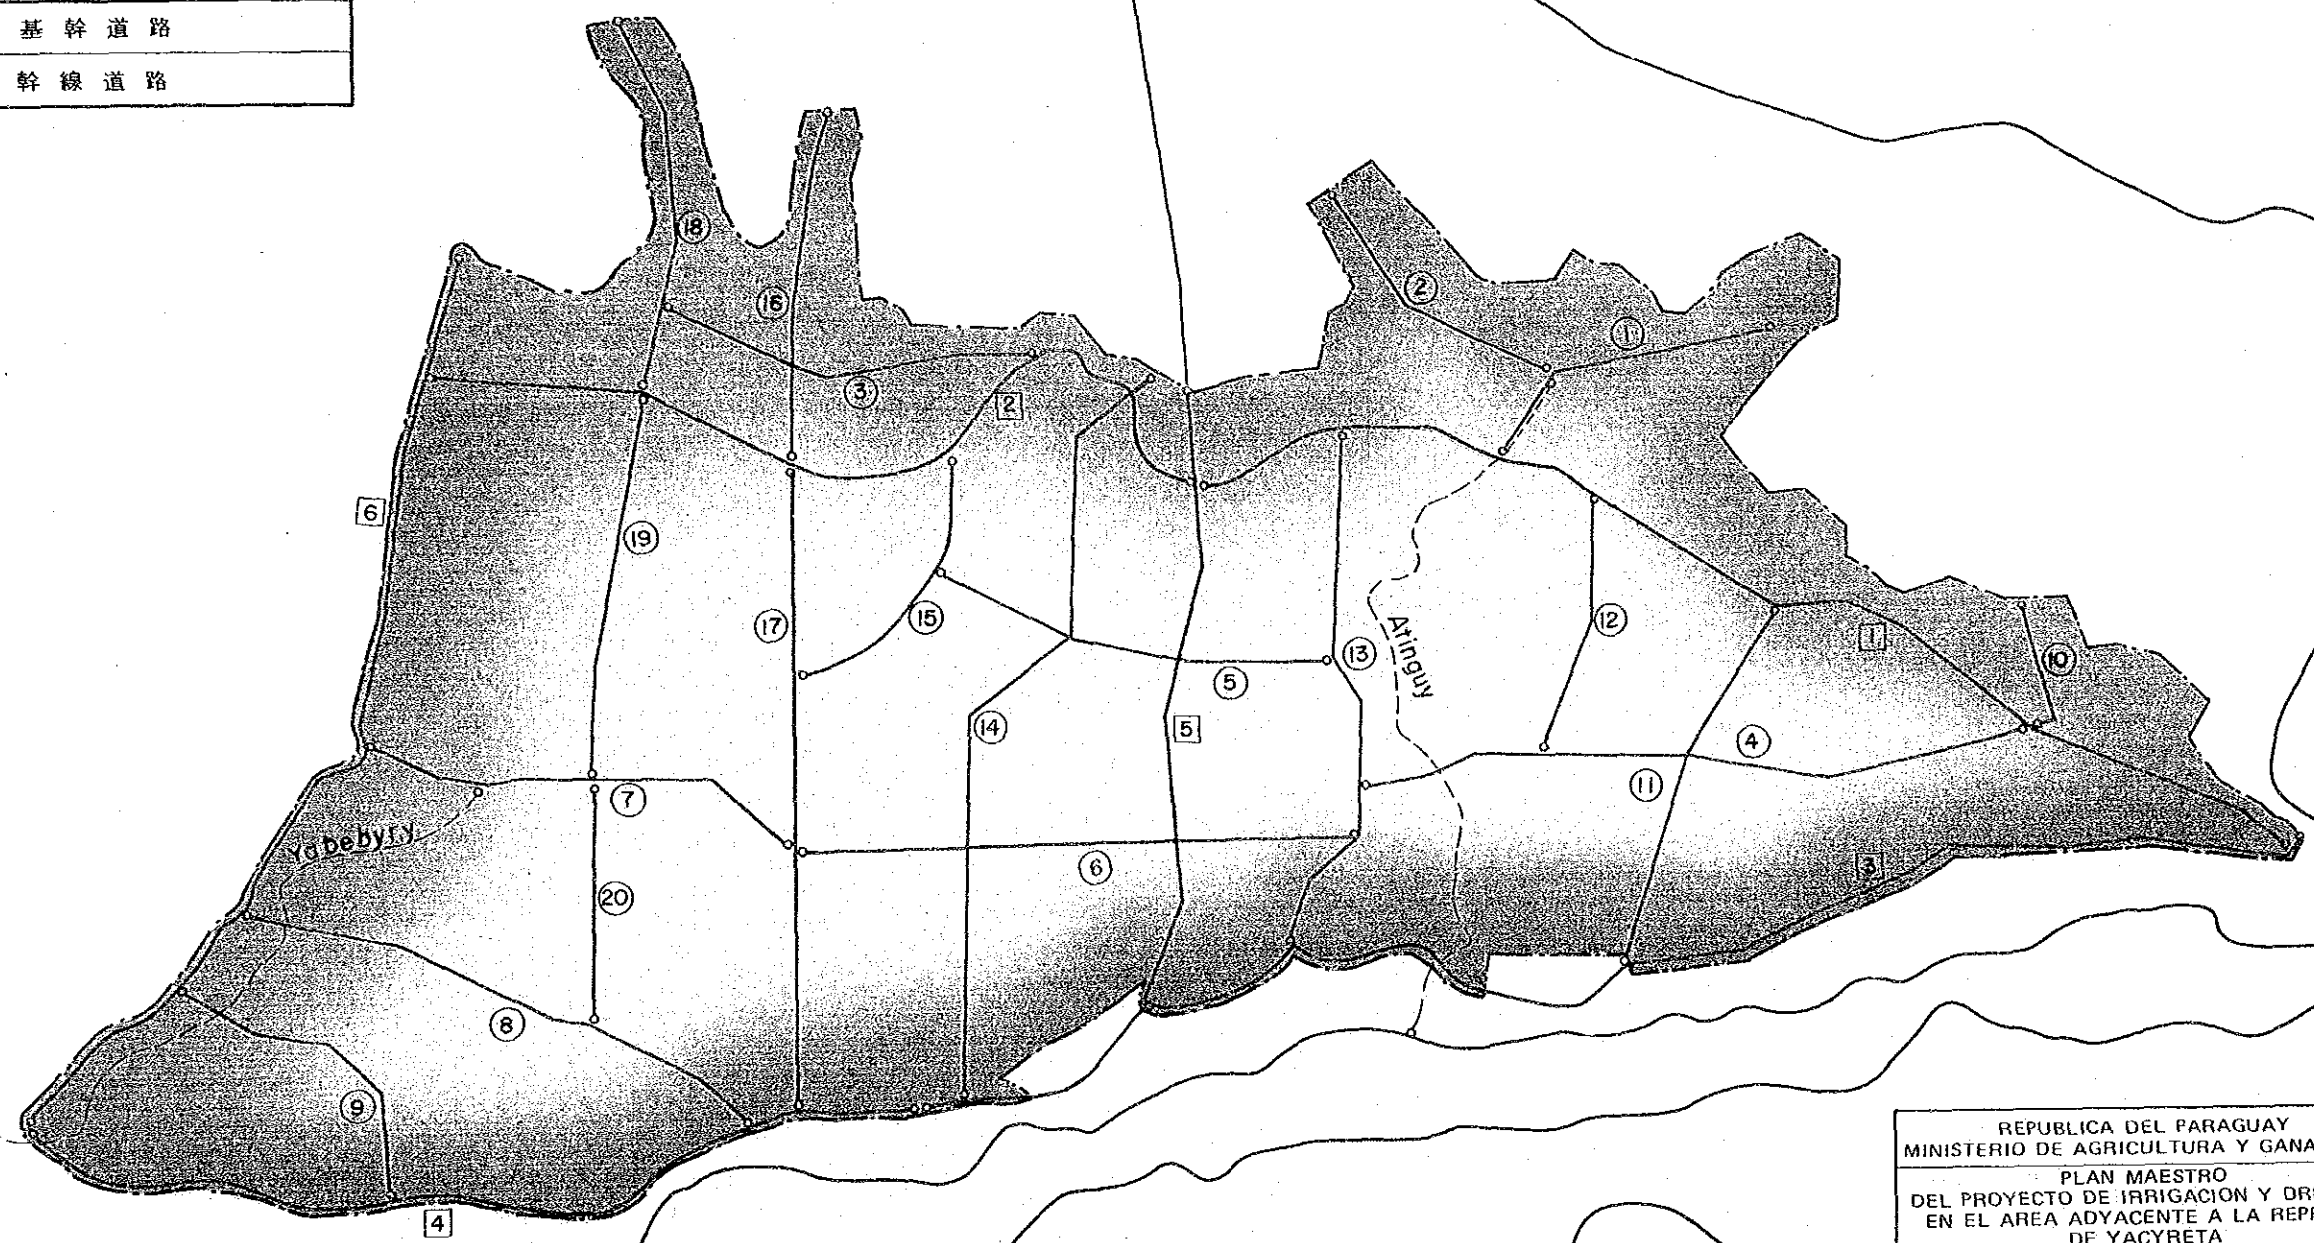 基幹道路
幹線道路
18
16
2
1
3
2
6
19
17
15
12
13
Atinguy
1
10
5
14
5
4
11
7
Yabebyry
6
3
20
8
9
4
REPUBLICA DEL PARAGUAY
MINISTERIO DE AGRICULTURA Y GANA
PLAN MAESTRO
DEL PROYECTO DE IRRIGACION Y DR
EN EL AREA ADYACENTE A LA REP
DE YACYRETA